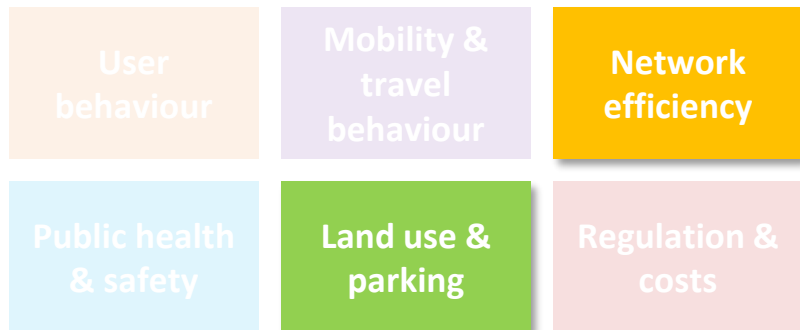 User
behaviour
Mobility &
travel
behaviour
Network
efficiency
Public health
& safety
Land use &
parking
Regulation &
costs